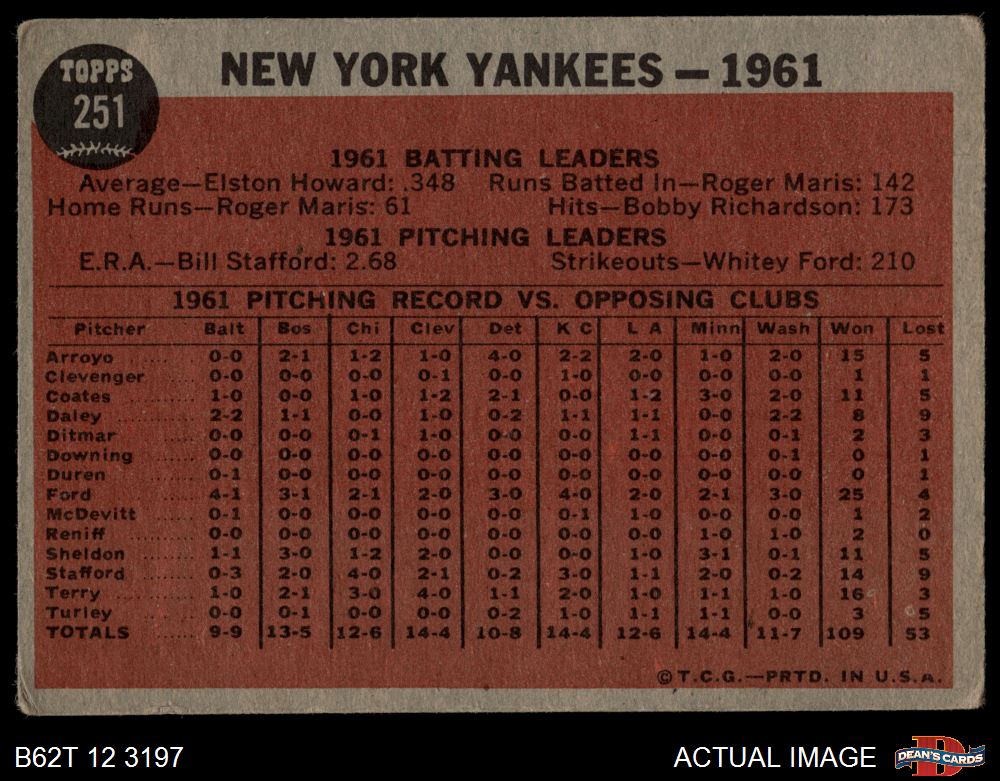 TOPPS
251
NEW YORK YANKEES — 1961
1961 BATTING LEADERS
Average—Elston Howard: .348 Runs Batted In—Roger Maris: 142
Home Runs—Roger Maris: 61 Hits—Bobby Richardson: 173
1961 PITCHING LEADERS
E.R.A.—Bill Stafford: 2.68 Strikeouts—Whitey Ford: 210
1961 PITCHING RECORD VS. OPPOSING CLUBS
Pitcher Balt Bos Chi Clev Det K C L A Minn Wash Won Lost
Arroyo ..... 0-0 2-1 1-2 1-0 4-0 2-2 2-0 1-0 2-0 15 5
Clevenger ..... 0-0 0-0 0-0 0-1 0-0 1-0 0-0 0-0 0-0 1 1
Coates ..... 1-0 0-0 1-0 1-2 2-1 0-0 1-2 3-0 2-0 11 5
Daley ..... 2-2 1-1 0-0 1-0 0-2 1-1 1-1 0-0 2-2 8 9
Ditmar ..... 0-0 0-0 0-1 1-0 0-0 0-0 1-1 0-0 0-1 2 3
Downing ..... 0-0 0-0 0-0 0-0 0-0 0-0 0-0 0-0 0-1 0 1
Duren ..... 0-1 0-0 0-0 0-0 0-0 0-0 0-0 0-0 0-0 0 1
Ford ..... 4-1 3-1 2-1 2-0 3-0 4-0 2-0 2-1 3-0 25 4
McDevitt ..... 0-1 0-0 0-0 0-0 0-0 0-1 1-0 0-0 0-0 1 2
Reniff ..... 0-0 0-0 0-0 0-0 0-0 0-0 0-0 1-0 1-0 2 0
Sheldon ..... 1-1 3-0 1-2 2-0 0-0 0-0 1-0 3-1 0-1 11 5
Stafford ..... 0-3 2-0 4-0 2-1 0-2 3-0 1-1 2-0 0-2 14 9
Terry ..... 1-0 2-1 3-0 4-0 1-1 2-0 1-0 1-1 1-0 16 3
Turley ..... 0-0 0-1 0-0 0-0 0-2 1-0 1-1 1-1 0-0 3 5
TOTALS ..... 9-9 13-5 12-6 14-4 10-8 14-4 12-6 14-4 11-7 109 53
©T.C.G.—PRTD. IN U.S.A.
B62T 12 3197 ACTUAL IMAGE
D
DEAN'S CARDS